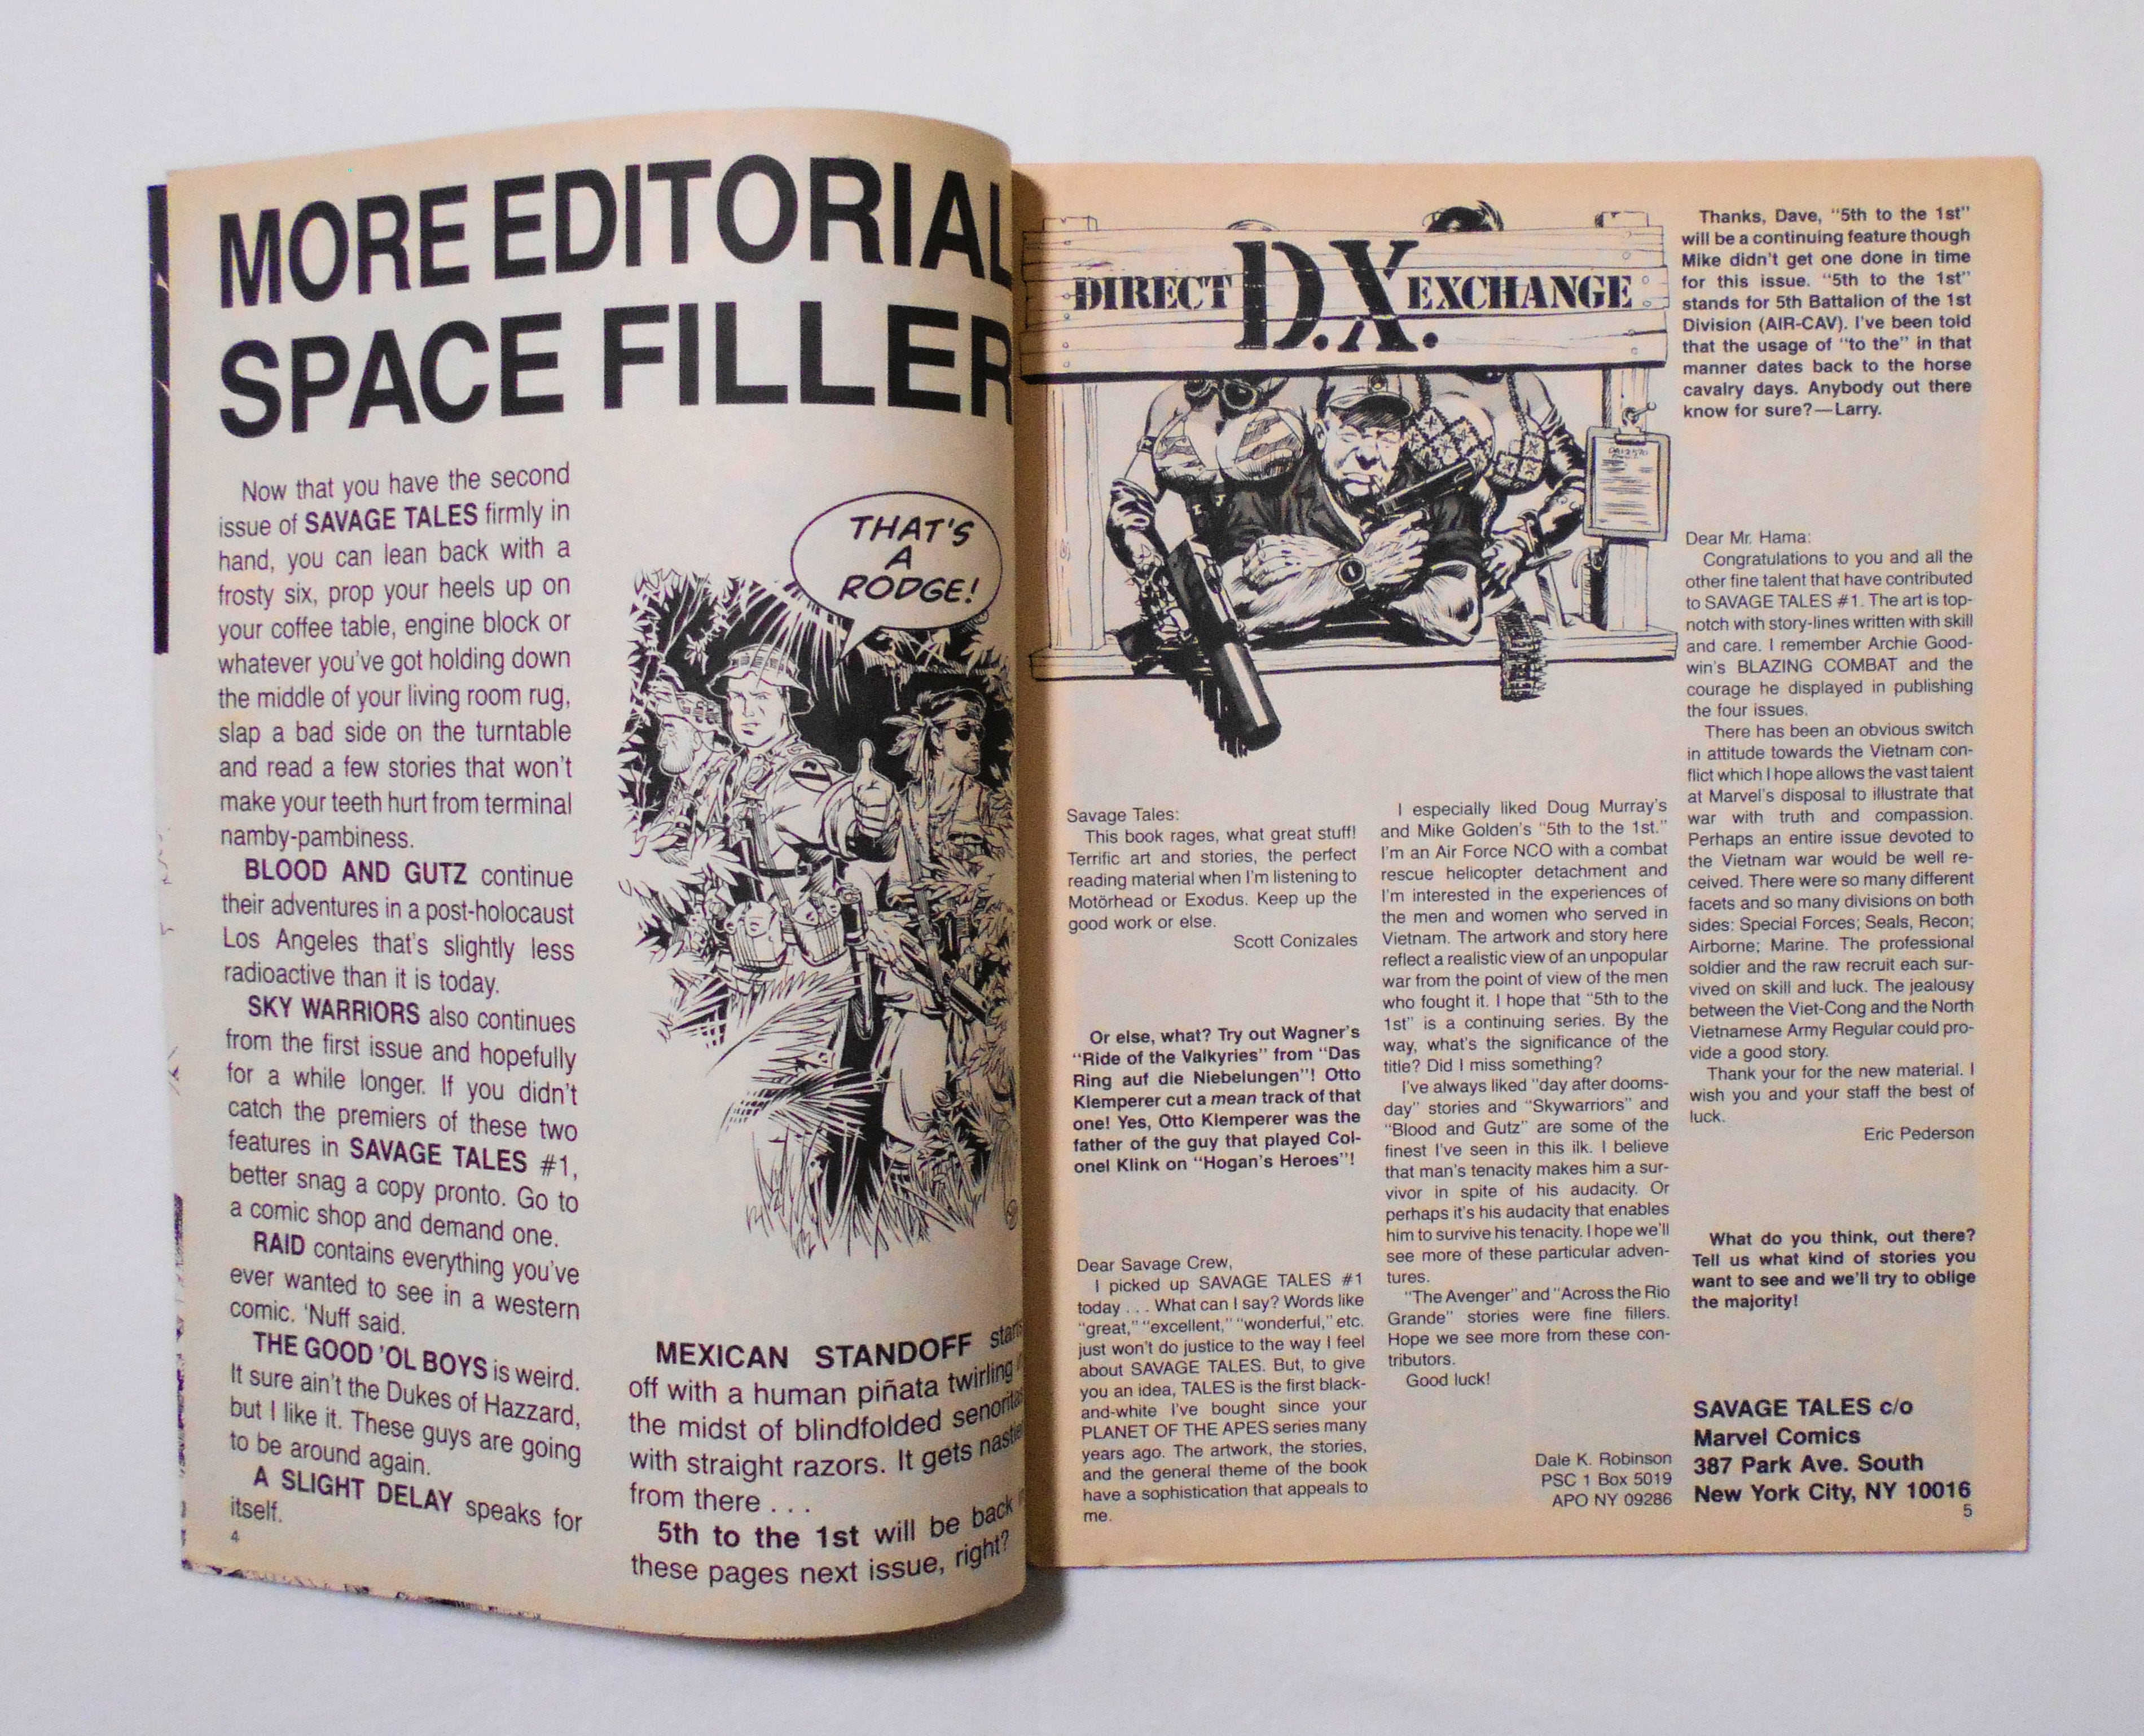 MORE EDITORIAL
SPACE FILLER
Now that you have the second
issue of SAVAGE TALES firmly in
hand, you can lean back with a
frosty six, prop your heels up on
your coffee table, engine block or
whatever you've got holding down
the middle of your living room rug,
slap a bad side on the turntable
and read a few stories that won't
make your teeth hurt from terminal
namby-pambiness.
BLOOD AND GUTZ continue
their adventures in a post-holocaust
Los Angeles that's slightly less
radioactive than it is today.
SKY WARRIORS also continues
from the first issue and hopefully
for a while longer. If you didn't
catch the premiers of these two
features in SAVAGE TALES #1,
better snag a copy pronto. Go to
a comic shop and demand one.
RAID contains everything you've
ever wanted to see in a western
comic. 'Nuff said.
THE GOOD 'OL BOYS is weird.
It sure ain't the Dukes of Hazzard,
but I like it. These guys are going
to be around again.
A SLIGHT DELAY speaks for
itself.
4
THAT'S
A
RODGE!
MEXICAN STANDOFF
off with a human piñata twirling
the midst of blindfolded
with straight razors. It gets
from there . . .
5th to the 1st will be back
these pages next issue, right?
DIRECT D.X. EXCHANGE
Savage Tales:
This book rages, what great stuff!
Terrific art and stories, the perfect
reading material when I'm listening to
Motörhead or Exodus. Keep up the
good work or else.
Scott Conizales
Or else, what? Try out Wagner's
"Ride of the Valkyries" from "Das
Ring auf die Niebelungen"! Otto
Klemperer cut a mean track of that
one! Yes, Otto Klemperer was the
father of the guy that played Col-
onel Klink on "Hogan's Heroes"!
Dear Savage Crew,
I picked up SAVAGE TALES #1
today . . . What can I say? Words like
"great," "excellent," "wonderful," etc.
just won't do justice to the way I feel
about SAVAGE TALES. But, to give
you an idea, TALES is the first black-
and-white I've bought since your
PLANET OF THE APES series many
years ago. The artwork, the stories,
and the general theme of the book
have a sophistication that appeals to
me.
I especially liked Doug Murray's
and Mike Golden's "5th to the 1st."
I'm an Air Force NCO with a combat
rescue helicopter detachment and
I'm interested in the experiences of
the men and women who served in
Vietnam. The artwork and story here
reflect a realistic view of an unpopular
war from the point of view of the men
who fought it. I hope that "5th to the
1st" is a continuing series. By the
way, what's the significance of the
title? Did I miss something?
I've always liked "day after dooms-
day" stories and "Skywarriors" and
"Blood and Gutz" are some of the
finest I've seen in this ilk. I believe
that man's tenacity makes him a sur-
vivor in spite of his audacity. Or
perhaps it's his audacity that enables
him to survive his tenacity. I hope we'll
see more of these particular adven-
tures.
"The Avenger" and "Across the Rio
Grande" stories were fine fillers.
Hope we see more from these con-
tributors.
Good luck!
Dale K. Robinson
PSC 1 Box 5019
APO NY 09286
Thanks, Dave, "5th to the 1st"
will be a continuing feature though
Mike didn't get one done in time
for this issue. "5th to the 1st"
stands for 5th Battalion of the 1st
Division (AIR-CAV). I've been told
that the usage of "to the" in that
manner dates back to the horse
cavalry days. Anybody out there
know for sure?—Larry.
Dear Mr. Hama:
Congratulations to you and all the
other fine talent that have contributed
to SAVAGE TALES #1. The art is top-
notch with story-lines written with skill
and care. I remember Archie Good-
win's BLAZING COMBAT and the
courage he displayed in publishing
the four issues.
There has been an obvious switch
in attitude towards the Vietnam con-
flict which I hope allows the vast talent
at Marvel's disposal to illustrate that
war with truth and compassion.
Perhaps an entire issue devoted to
the Vietnam war would be well re-
ceived. There were so many different
facets and so many divisions on both
sides: Special Forces; Seals, Recon;
Airborne; Marine. The professional
soldier and the raw recruit each sur-
vived on skill and luck. The jealousy
between the Viet-Cong and the North
Vietnamese Army Regular could pro-
vide a good story.
Thank your for the new material. I
wish you and your staff the best of
luck.
Eric Pederson
What do you think, out there?
Tell us what kind of stories you
want to see and we'll try to oblige
the majority!
SAVAGE TALES c/o
Marvel Comics
387 Park Ave. South
New York City, NY 10016
5